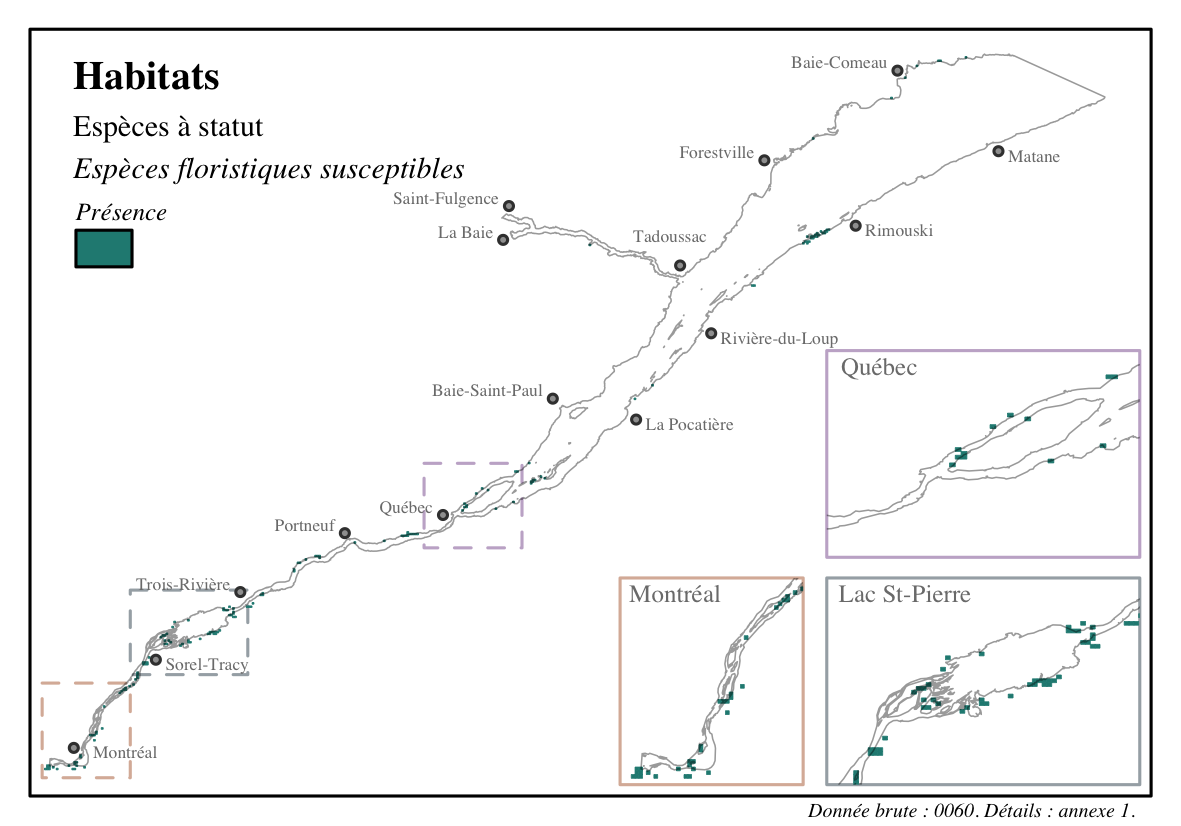 Habitats
Espèces à statut
Espèces floristiques susceptibles
Présence
Baie-Comeau
Forestville
Matane
Saint-Fulgence
La Baie
Tadoussac
Rimouski
Rivière-du-Loup
Baie-Saint-Paul
La Pocatière
Québec
Portneuf
Trois-Rivière
Sorel-Tracy
Montréal
Québec
Montréal
Lac St-Pierre
Donnée brute : 0060. Détails : annexe 1.